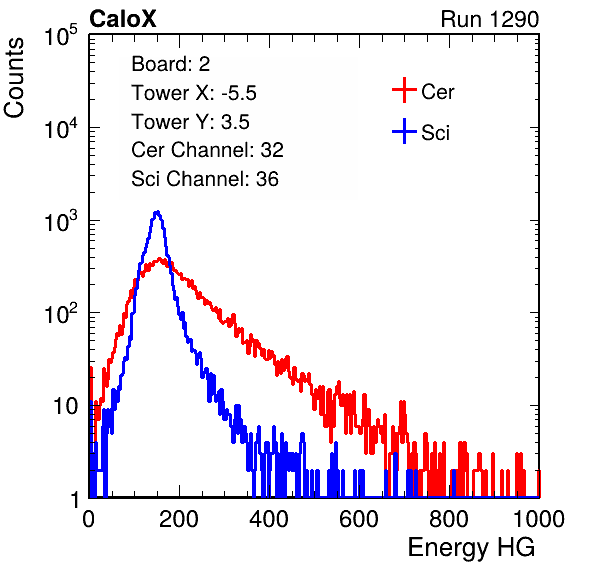 CaloX Run 1290
Counts
10^5
10^4
10^3
10^2
10
1
Board: 2
Tower X: -5.5
Tower Y: 3.5
Cer Channel: 32
Sci Channel: 36
Cer
Sci
0 200 400 600 800 1000
Energy HG